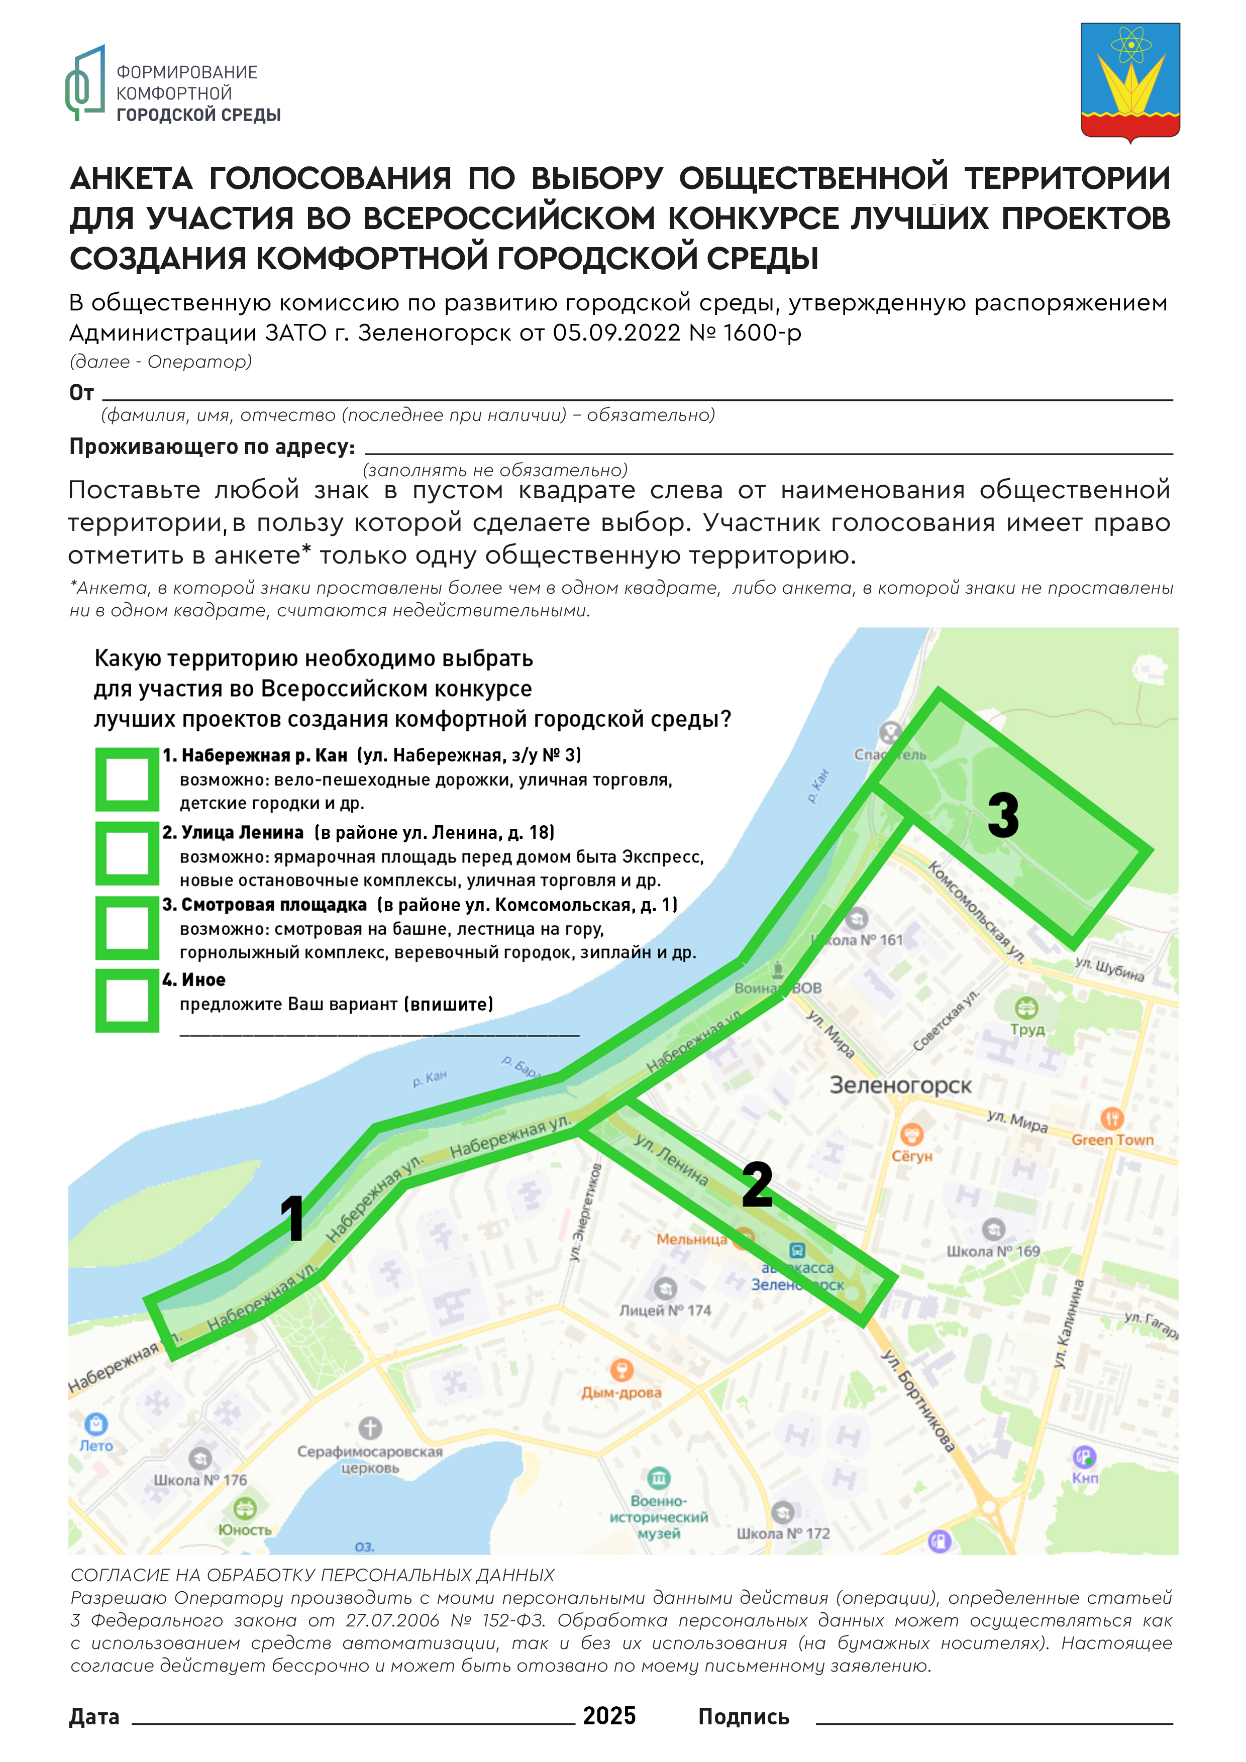 ФОРМИРОВАНИЕ
КОМФОРТНОЙ
ГОРОДСКОЙ СРЕДЫ
АНКЕТА ГОЛОСОВАНИЯ ПО ВЫБОРУ ОБЩЕСТВЕННОЙ ТЕРРИТОРИИ
ДЛЯ УЧАСТИЯ ВО ВСЕРОССИЙСКОМ КОНКУРСЕ ЛУЧШИХ ПРОЕКТОВ
СОЗДАНИЯ КОМФОРТНОЙ ГОРОДСКОЙ СРЕДЫ
В общественную комиссию по развитию городской среды, утвержденную распоряжением
Администрации ЗАТО г. Зеленогорск от 05.09.2022 № 1600-р
(далее - Оператор)
От
(фамилия, имя, отчество (последнее при наличии) – обязательно)
Проживающего по адресу:
(заполнять не обязательно)
Поставьте любой знак в пустом квадрате слева от наименования общественной
территории, в пользу которой сделаете выбор. Участник голосования имеет право
отметить в анкете* только одну общественную территорию.
*Анкета, в которой знаки проставлены более чем в одном квадрате, либо анкета, в которой знаки не проставлены
ни в одном квадрате, считаются недействительными.
Какую территорию необходимо выбрать
для участия во Всероссийском конкурсе
лучших проектов создания комфортной городской среды?
1. Набережная р. Кан (ул. Набережная, з/у № 3)
возможно: вело-пешеходные дорожки, уличная торговля,
детские городки и др.
2. Улица Ленина (в районе ул. Ленина, д. 18)
возможно: ярмарочная площадь перед домом быта Экспресс,
новые остановочные комплексы, уличная торговля и др.
3. Смотровая площадка (в районе ул. Комсомольская, д. 1)
возможно: смотровая на башне, лестница на гору,
горнолыжный комплекс, веревочный городок, зиплайн и др.
4. Иное
предложите Ваш вариант (впишите)
р. Кан
3
Комсомольская ул.
Школа № 161
ул. Шубина
Воинам ВОВ
Труд
Советская ул.
ул. Мира
Набережная ул.
р. Кан
Зеленогорск
ул. Мира
Green Town
Сёгун
Набережная ул.
ул. Ленина
2
Набережная ул.
ул. Энергетиков
1
Мельница
Школа № 169
автокасса
Зеленогорск
Лицей № 174
Набережная ул.
ул. Калинина
Набережная ул.
ул. Бортникова
Дым-дрова
Лето
Серафимосаровская
церковь
Школа № 176
Кнп
Юность
Военно-
исторический
музей
Школа № 172
оз.
СОГЛАСИЕ НА ОБРАБОТКУ ПЕРСОНАЛЬНЫХ ДАННЫХ
Разрешаю Оператору производить с моими персональными данными действия (операции), определенные статьей
3 Федерального закона от 27.07.2006 № 152-ФЗ. Обработка персональных данных может осуществляться как
с использованием средств автоматизации, так и без их использования (на бумажных носителях). Настоящее
согласие действует бессрочно и может быть отозвано по моему письменному заявлению.
Дата 2025 Подпись